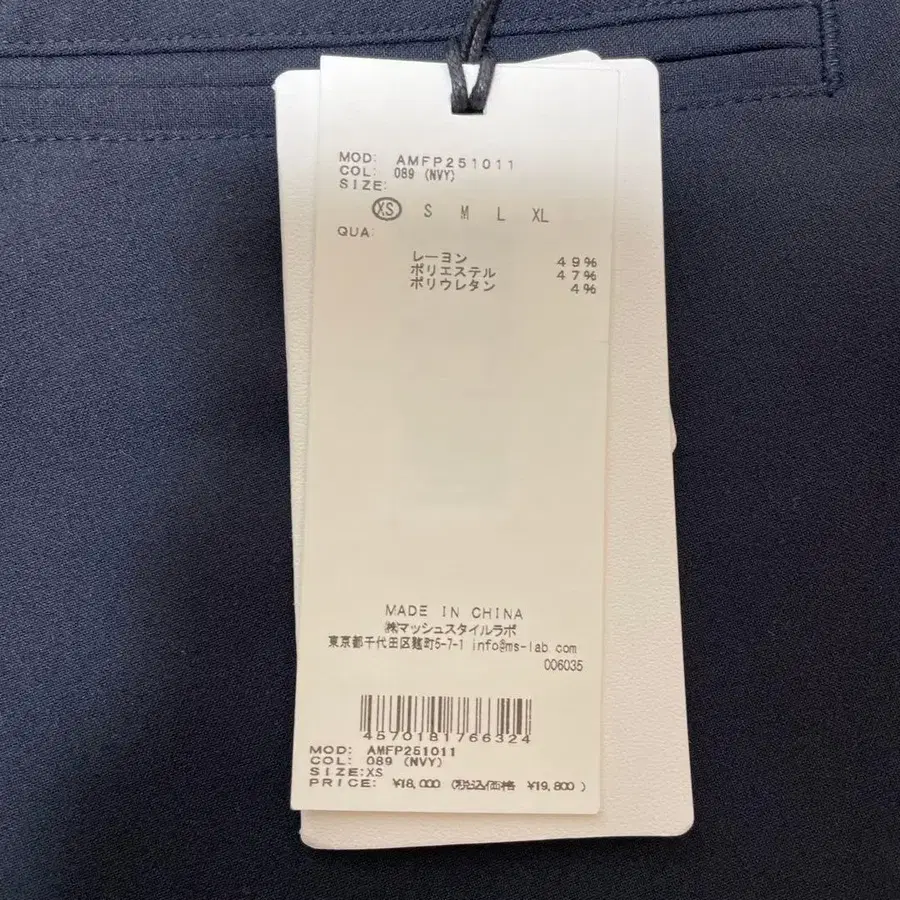 MOD: AMFP251011
COL: 089 (NVY)
SIZE:
XS S M L XL
QUA:
レーヨン 49%
ポリエステル 47%
ポリウレタン 4%
MADE IN CHINA
㈱マッシュスタイルラボ
東京都千代田区麹町5-7-1 info@ms-lab.com
006035
4570181766324
MOD: AMFP251011
COL: 089 (NVY)
SIZE:XS
PRICE: ¥18,000 (税込価格 ¥19,800 )